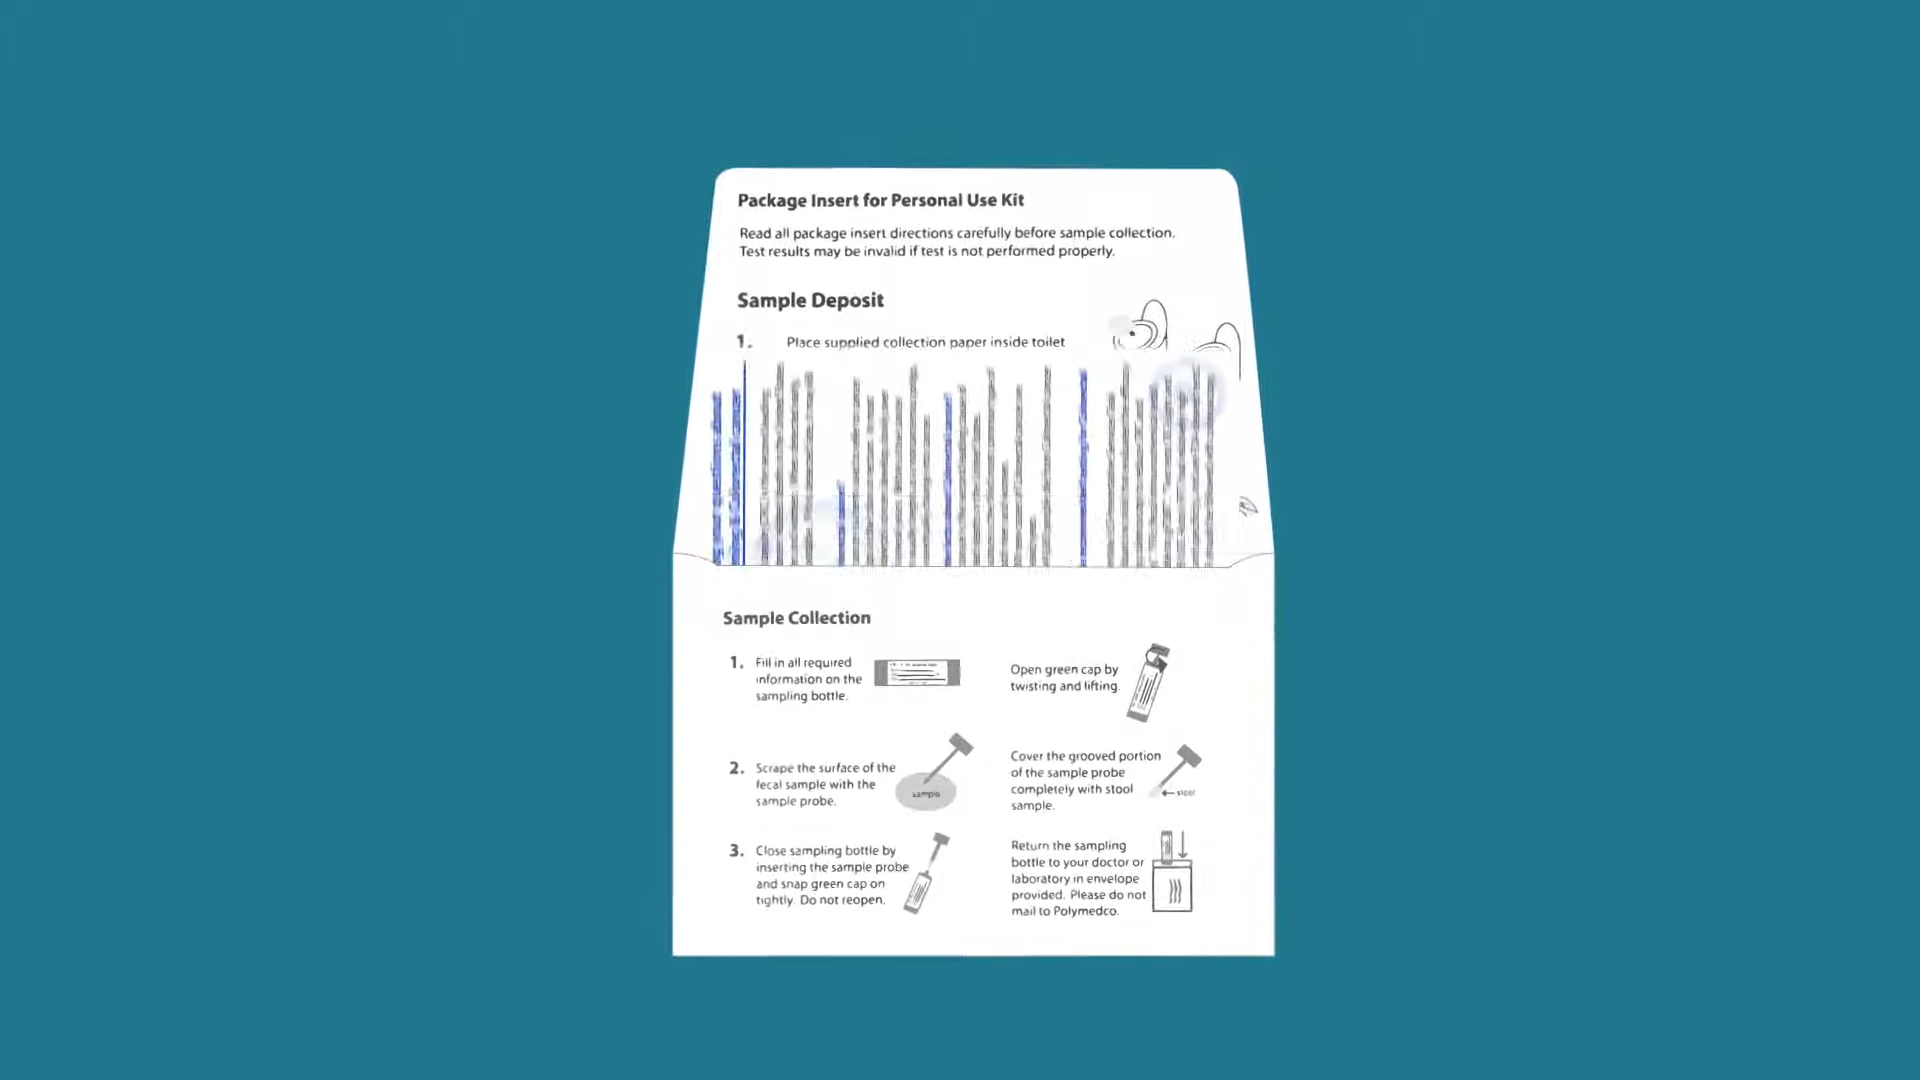 Package Insert for Personal Use Kit
Read all package insert directions carefully before sample collection.
Test results may be invalid if test is not performed properly.
Sample Deposit
1. Place supplied collection paper inside toilet
Sample Collection
1. Fill in all required
information on the
sampling bottle.
Open green cap by
twisting and lifting.
2. Scrape the surface of the
fecal sample with the
sample probe.
sample
Cover the grooved portion
of the sample probe
completely with stool
sample.
stool
3. Close sampling bottle by
inserting the sample probe
and snap green cap on
tightly. Do not reopen.
Return the sampling
bottle to your doctor or
laboratory in envelope
provided. Please do not
mail to Polymedco.